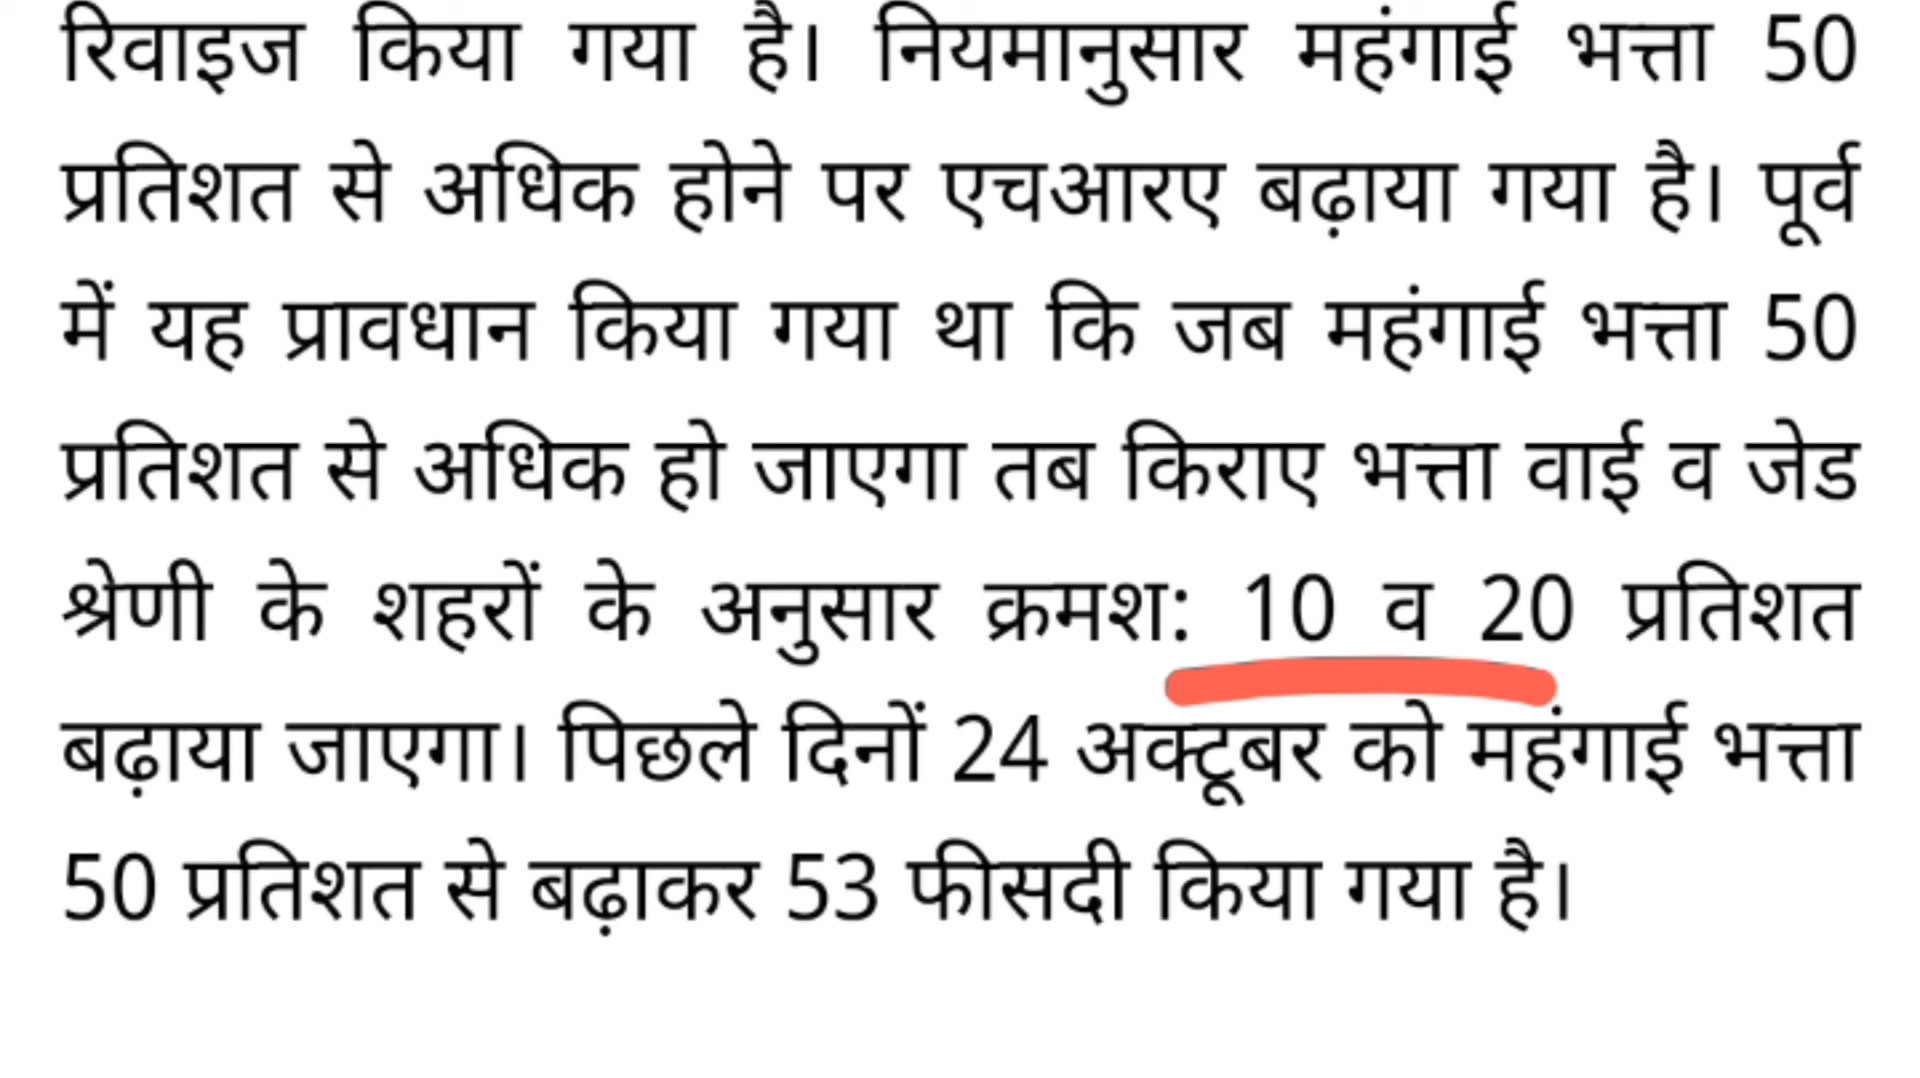 रिवाइज किया गया है। नियमानुसार महंगाई भत्ता 50
प्रतिशत से अधिक होने पर एचआरए बढ़ाया गया है। पूर्व
में यह प्रावधान किया गया था कि जब महंगाई भत्ता 50
प्रतिशत से अधिक हो जाएगा तब किराए भत्ता वाई व जेड
श्रेणी के शहरों के अनुसार क्रमश: 10 व 20 प्रतिशत
बढ़ाया जाएगा। पिछले दिनों 24 अक्टूबर को महंगाई भत्ता
50 प्रतिशत से बढ़ाकर 53 फीसदी किया गया है।